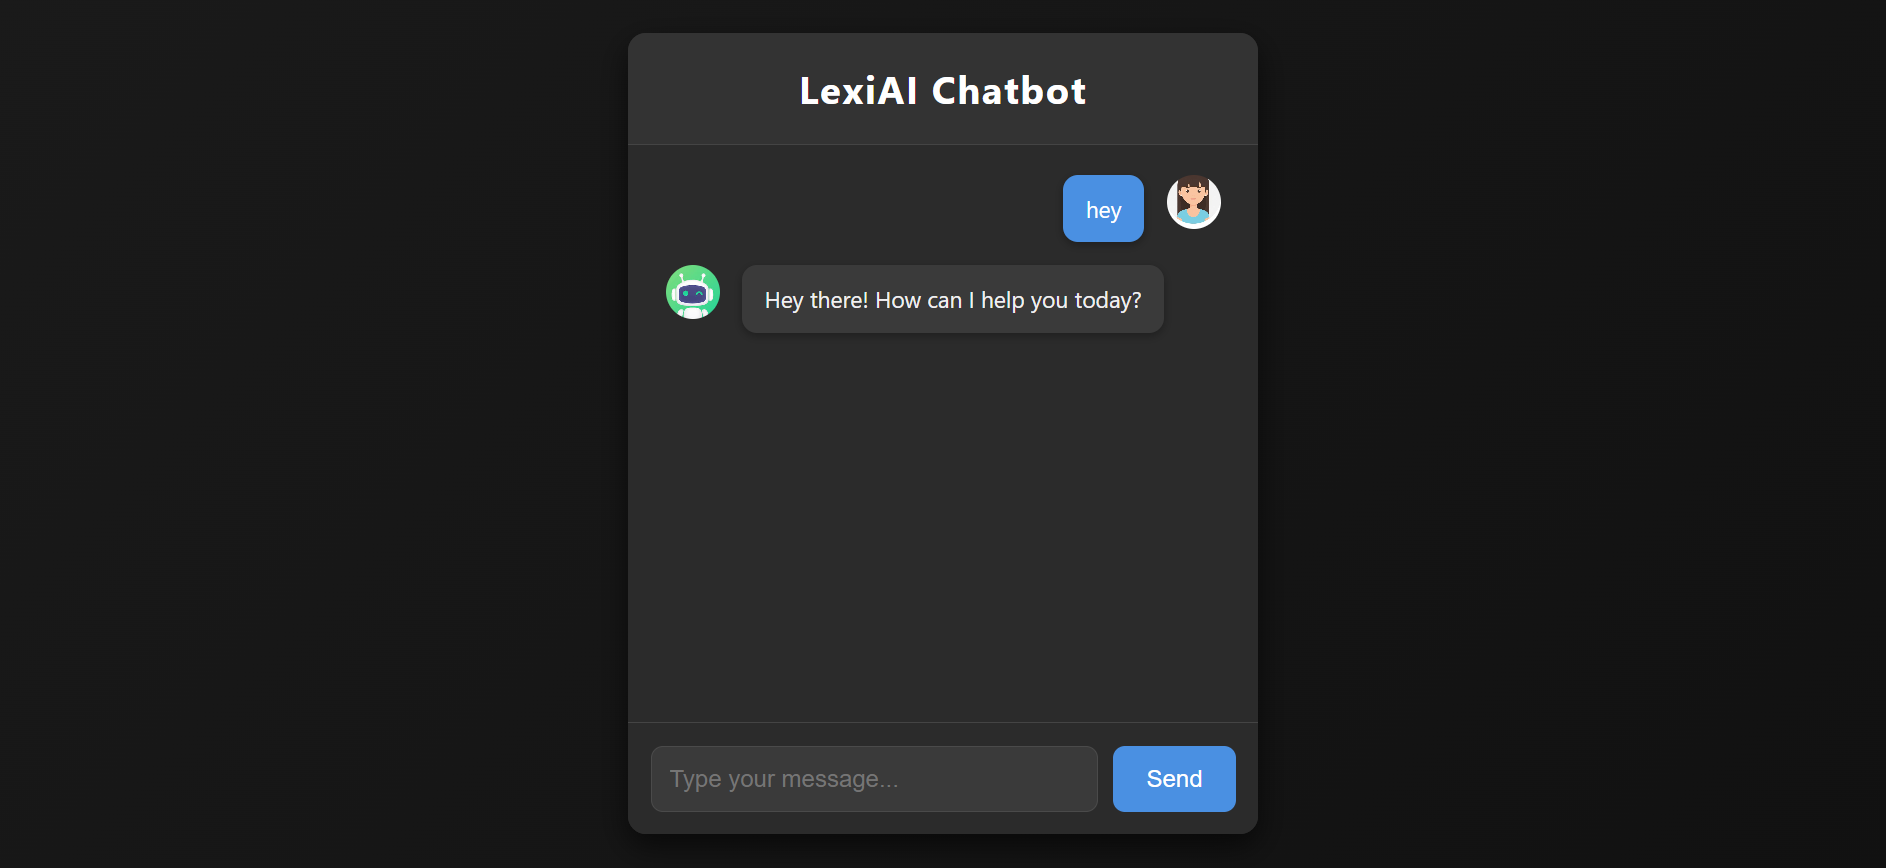 LexiAI Chatbot
hey
Hey there! How can I help you today?
Type your message...
Send